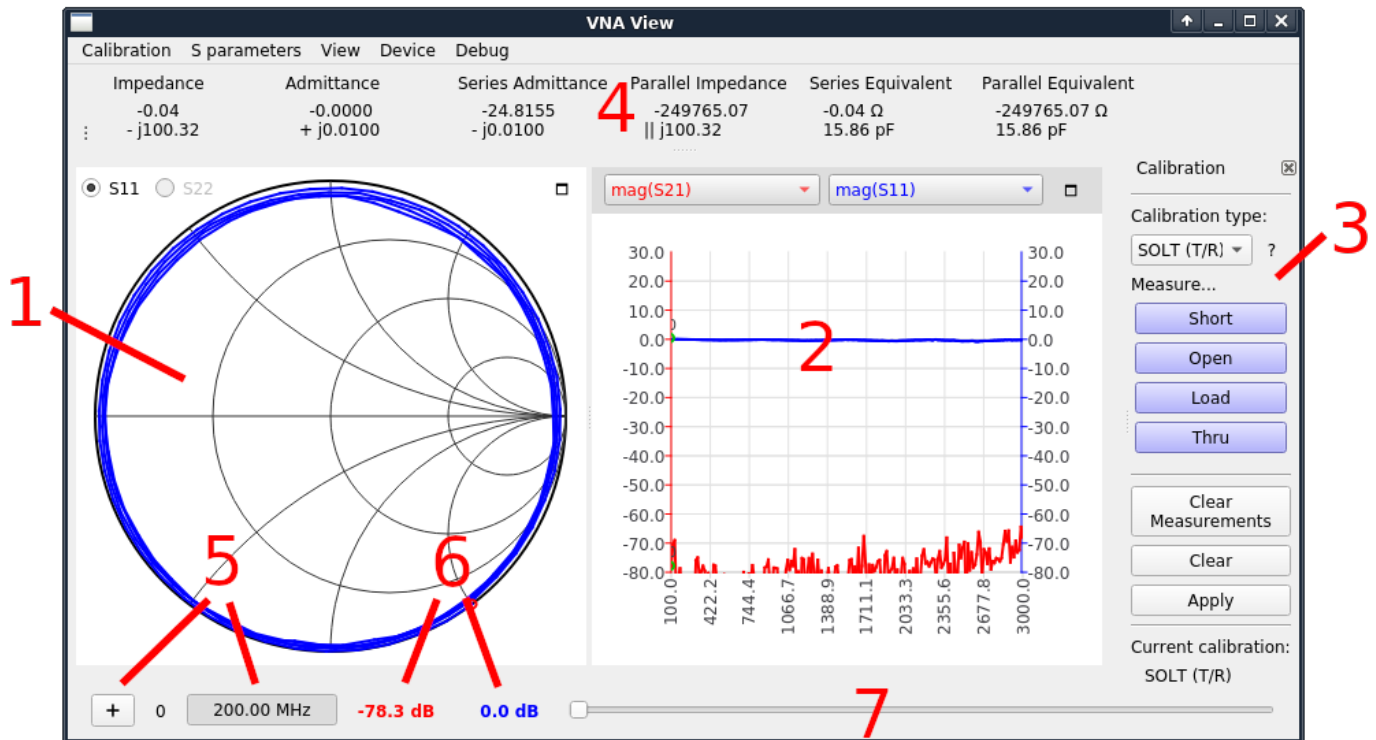 VNA View
Calibration S parameters View Device Debug
Impedance Admittance Series Admittance Parallel Impedance Series Equivalent Parallel Equivalent
-0.04 -0.0000 -24.8155 -249765.07 -0.04 Ω -249765.07 Ω
- j100.32 + j0.0100 - j0.0100 || j100.32 15.86 pF 15.86 pF
4
S11 S22
mag(S21) mag(S11)
Calibration
Calibration type:
SOLT (T/R) ?
3
Measure...
Short
Open
Load
Thru
Clear
Measurements
Clear
Apply
Current calibration:
SOLT (T/R)
1
2
30.0 30.0
20.0 20.0
10.0 10.0
0
0.0 0.0
-10.0 -10.0
-20.0 -20.0
-30.0 -30.0
-40.0 -40.0
-50.0 -50.0
-60.0 -60.0
-70.0 -70.0
-80.0 -80.0
100.0 422.2 744.4 1066.7 1388.9 1711.1 2033.3 2355.6 2677.8 3000.0
5 6
+ 0 200.00 MHz -78.3 dB 0.0 dB
7